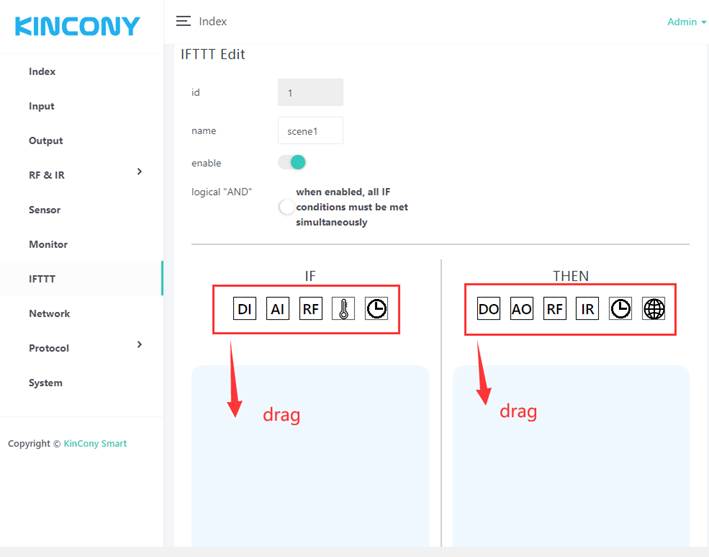 KINCONY
Index
Input
Output
RF & IR
Sensor
Monitor
IFTTT
Network
Protocol
System
Copyright © KinCony Smart
Index
Admin
IFTTT Edit
id
1
name
scene1
enable
logical "AND"
when enabled, all IF
conditions must be met
simultaneously
IF
DI AI RF
drag
THEN
DO AO RF IR
drag